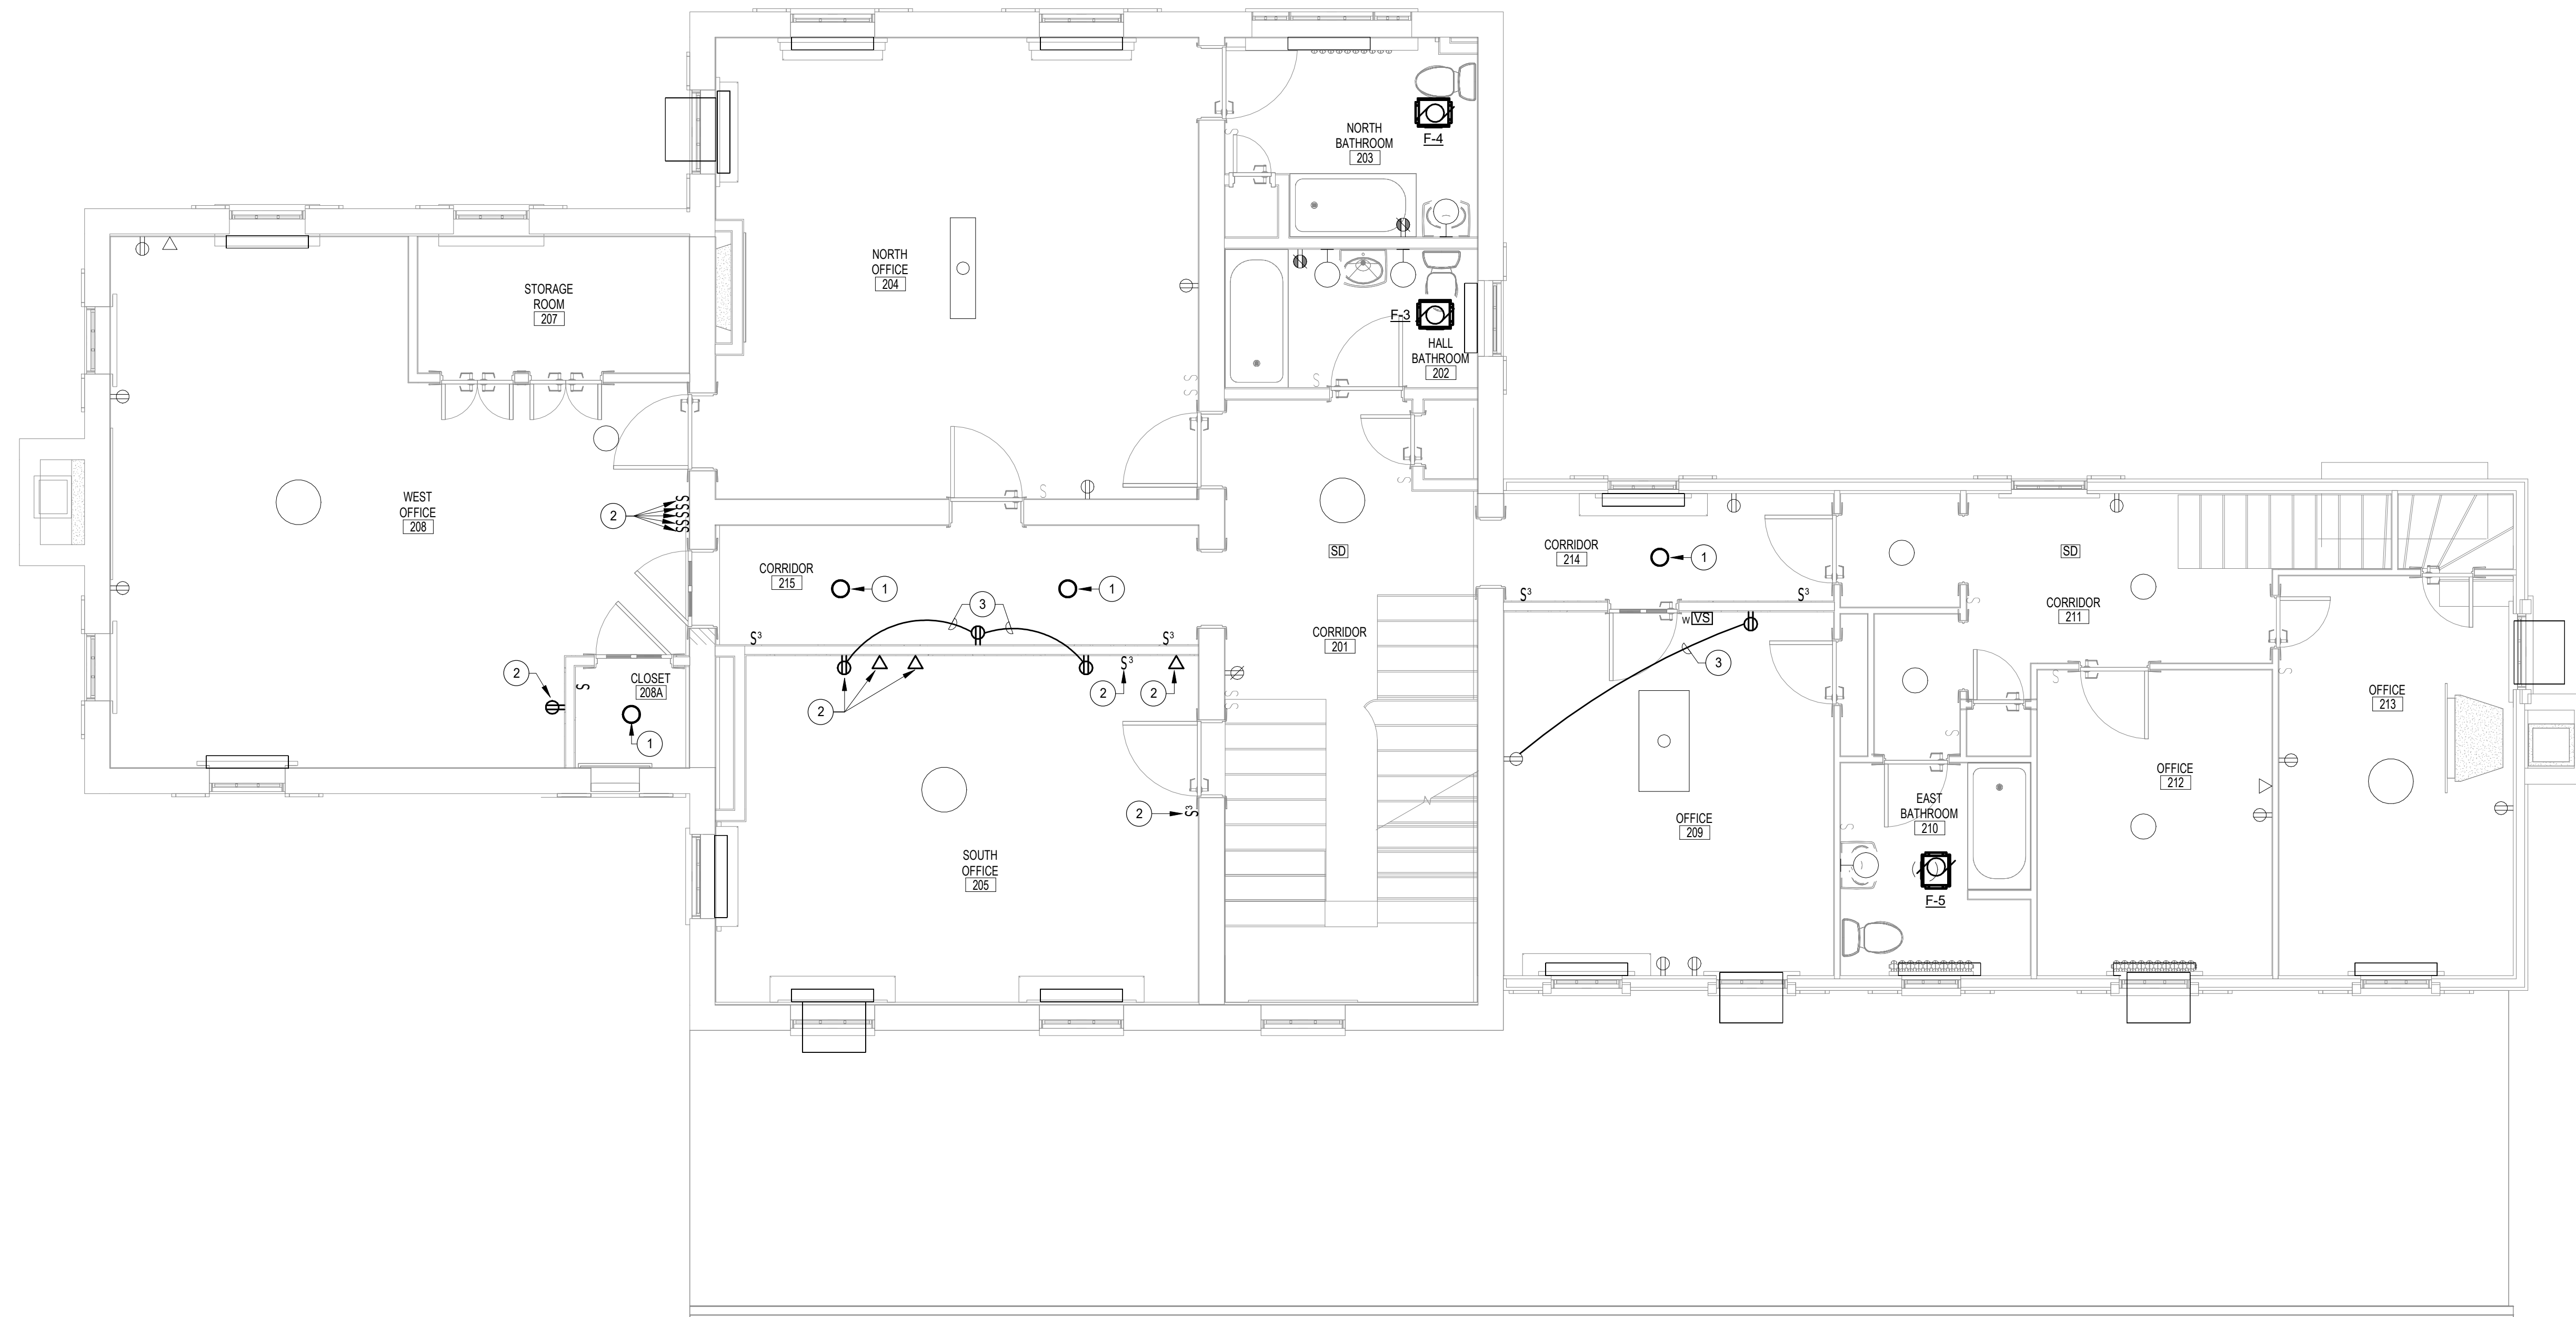 NORTH
BATHROOM
203
F-4
NORTH
OFFICE
204
S
STORAGE
ROOM
207
F-3
HALL
BATHROOM
202
S
S
S
S
WEST
OFFICE
208
2
SSSSS
S
S
CORRIDOR
215
1
1
3
SD
CORRIDOR
214
1
SD
CORRIDOR
211
S
S³
S³
S³
S³
CORRIDOR
201
W VS
3
2
S
CLOSET
208A
1
2
S³
2
2
S
S
S
S
OFFICE
213
S
OFFICE
212
2
S³
OFFICE
209
EAST
BATHROOM
210
S
F-5
SOUTH
OFFICE
205